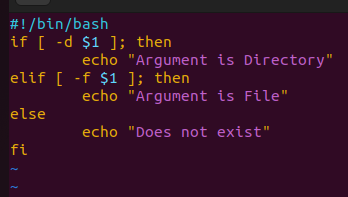 #!/bin/bash
if [ -d $1 ]; then
        echo "Argument is Directory"
elif [ -f $1 ]; then
        echo "Argument is File"
else
        echo "Does not exist"
fi
~
~